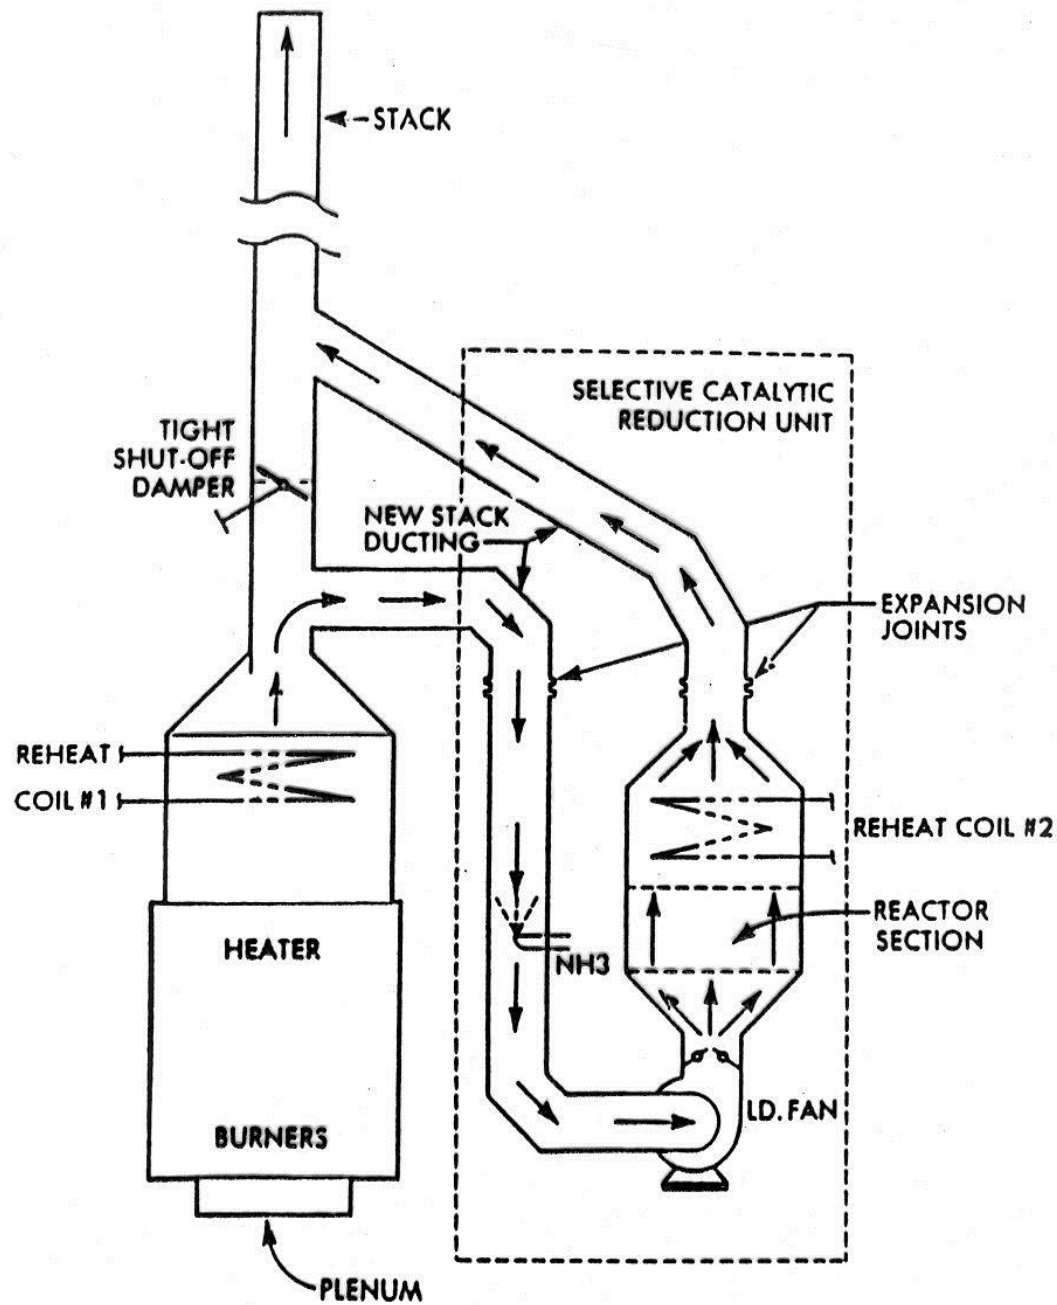 STACK
SELECTIVE CATALYTIC
REDUCTION UNIT
TIGHT
SHUT-OFF
DAMPER
NEW STACK
DUCTING
EXPANSION
JOINTS
REHEAT
COIL #1
REHEAT COIL #2
REACTOR
SECTION
HEATER
NH3
I.D. FAN
BURNERS
PLENUM